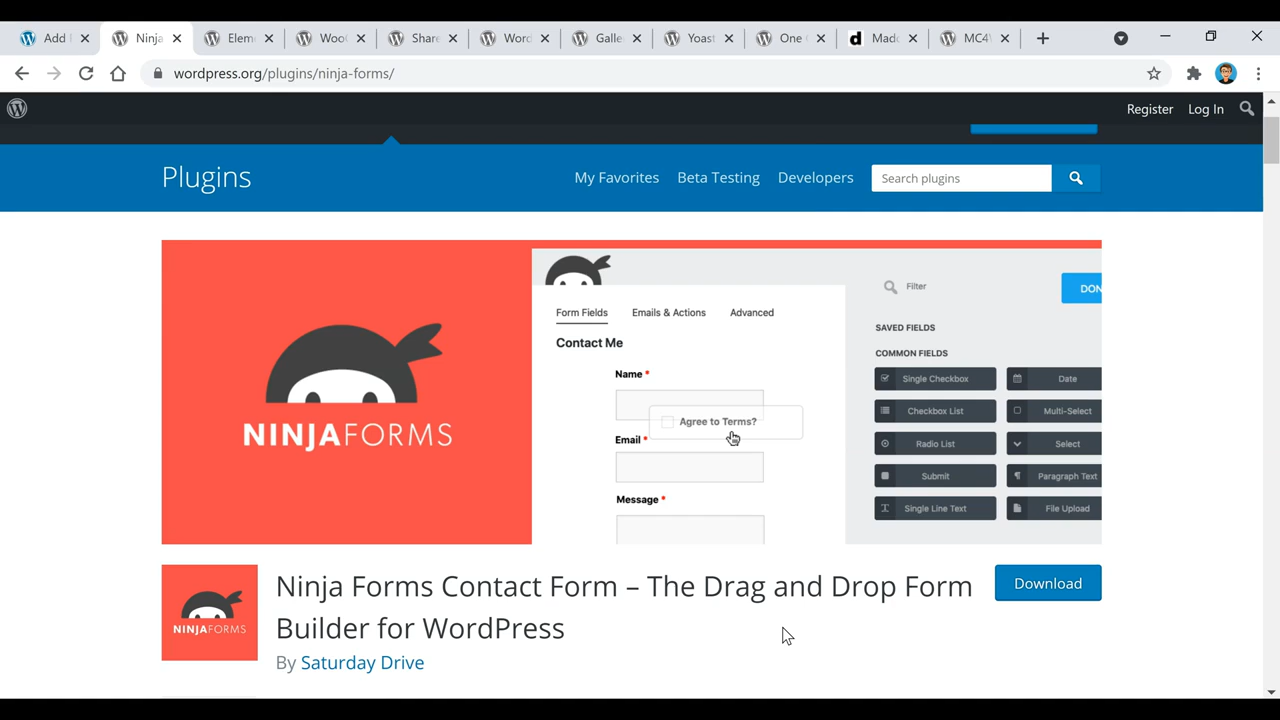 Add
Ninja
Elem
Woo
Share
Word
Galle
Yoast
One
d
Madd
MC4V
wordpress.org/plugins/ninja-forms/
Register
Log In
Plugins
My Favorites
Beta Testing
Developers
Search plugins
NINJAFORMS
Form Fields
Emails & Actions
Advanced
Contact Me
Name *
Agree to Terms?
Email *
Message *
Filter
DON
SAVED FIELDS
COMMON FIELDS
Single Checkbox
Date
Checkbox List
Multi-Select
Radio List
Select
Submit
Paragraph Text
Single Line Text
File Upload
NINJAFORMS
Ninja Forms Contact Form – The Drag and Drop Form
Builder for WordPress
Download
By Saturday Drive